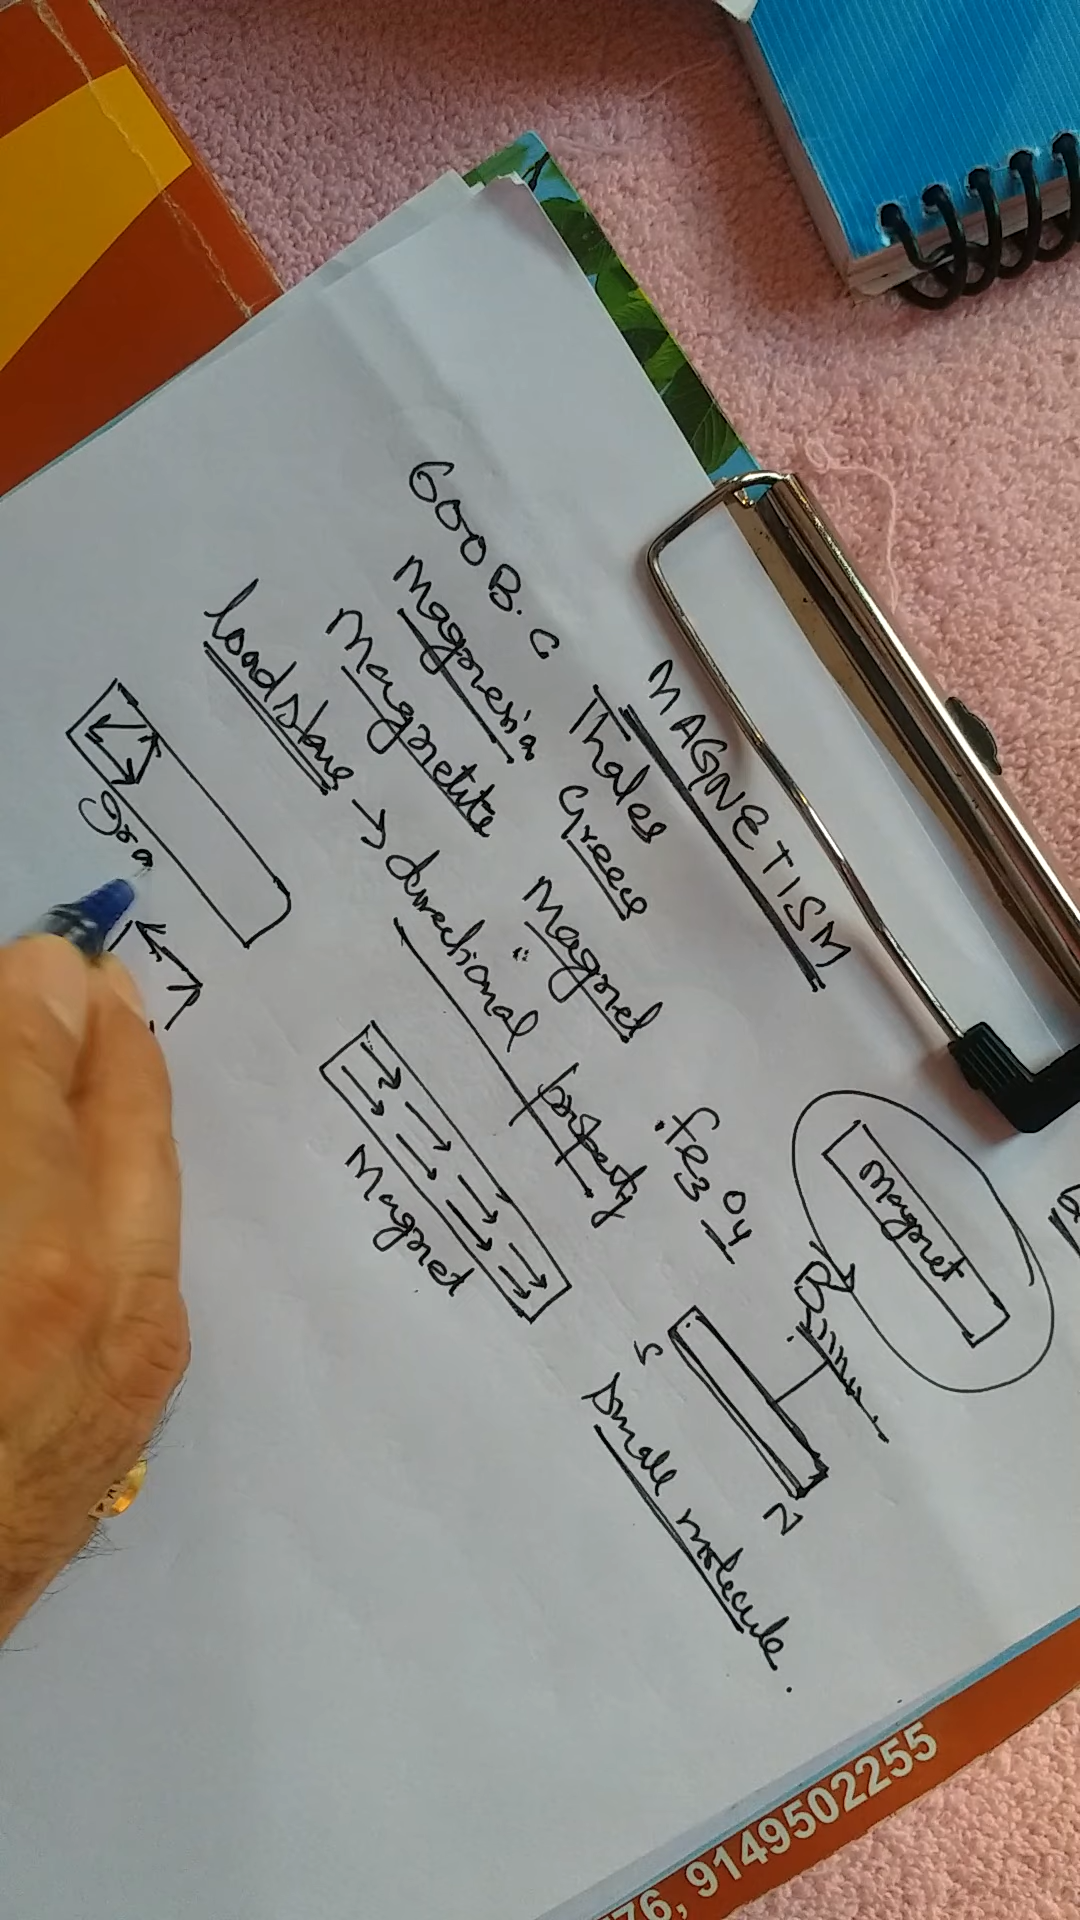 MAGNETISM
600 B.C
Thales
Greece
Magnesia
Magnet
Magnetite
Fe3O4
Magnet
B
loadstone → directional property
S
N
Magnet
small molecule.
76, 9149502255